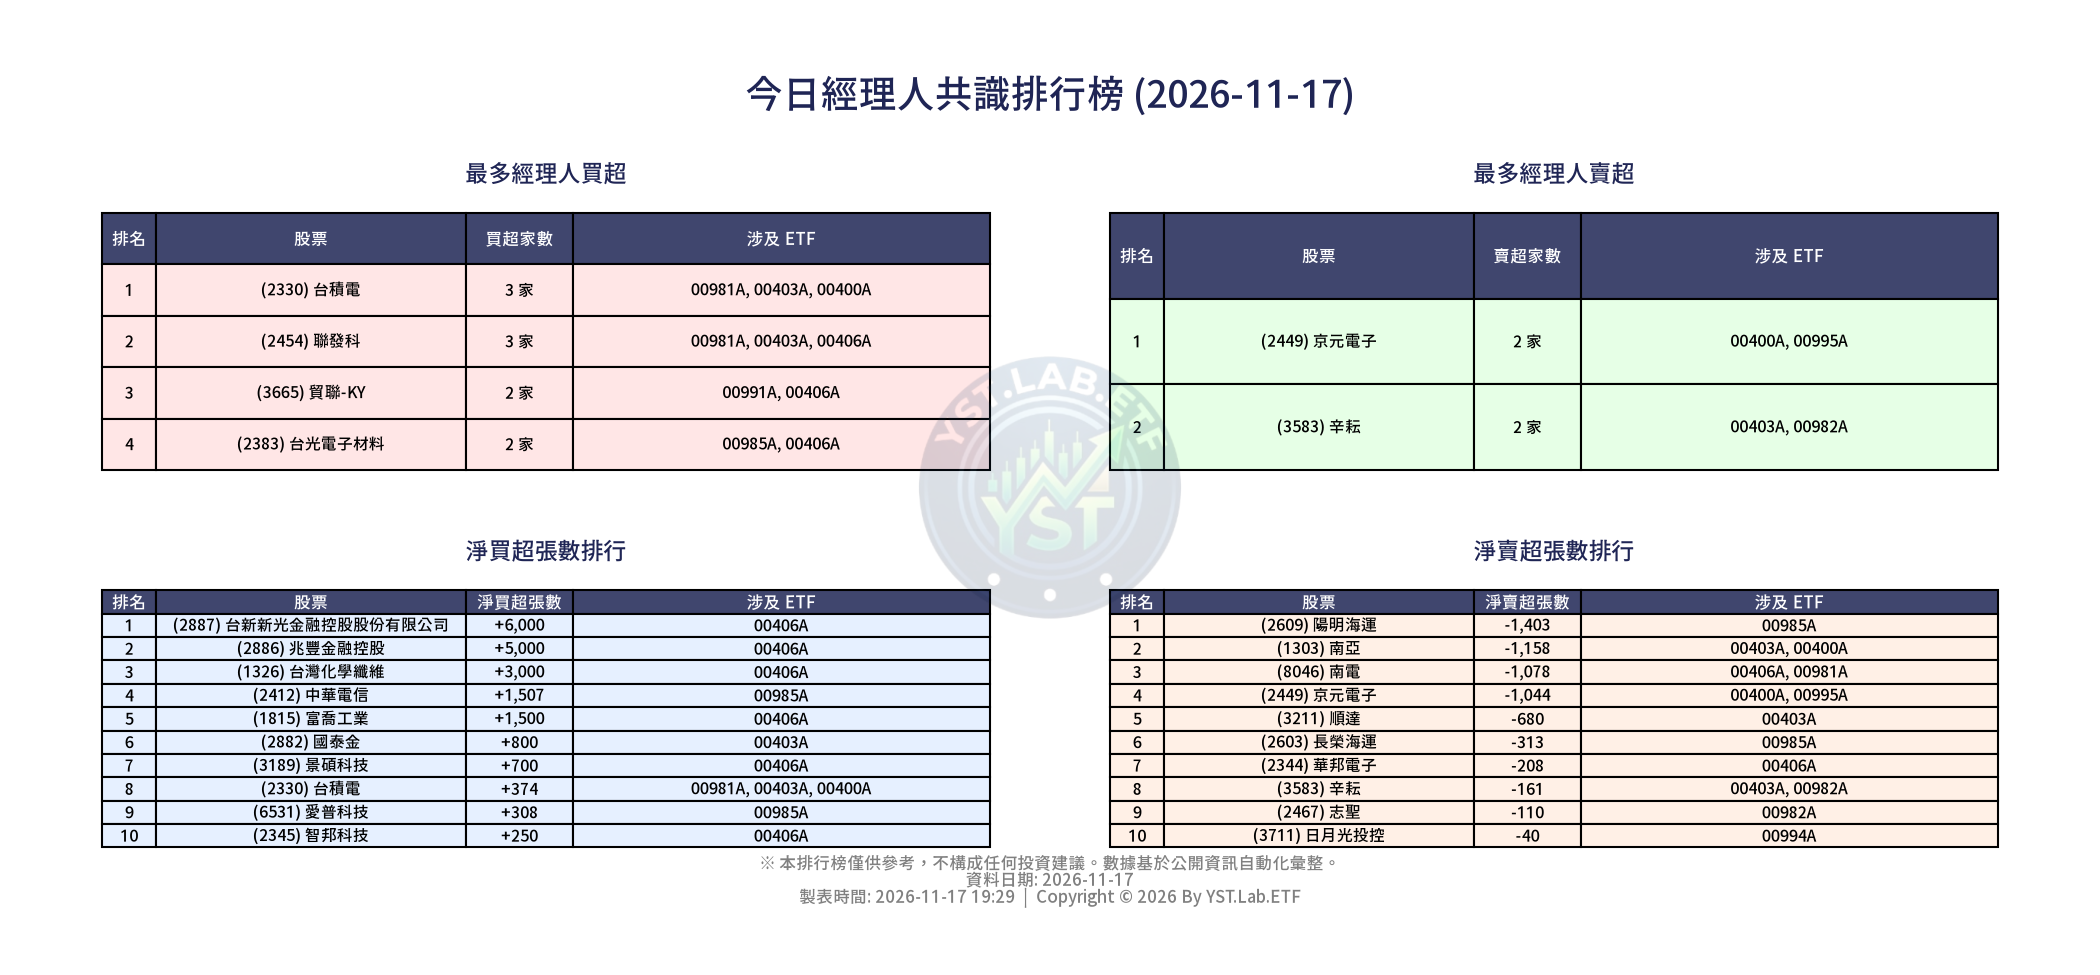 今日經理人共識排行榜 (2026-11-17)
最多經理人買超
排名 股票 買超家數 涉及 ETF
1 (2330) 台積電 3 家 00981A, 00403A, 00400A
2 (2454) 聯發科 3 家 00981A, 00403A, 00406A
3 (3665) 貿聯-KY 2 家 00991A, 00406A
4 (2383) 台光電子材料 2 家 00985A, 00406A
最多經理人賣超
排名 股票 賣超家數 涉及 ETF
1 (2449) 京元電子 2 家 00400A, 00995A
2 (3583) 辛耘 2 家 00403A, 00982A
YST.LAB.ETF
YST
淨買超張數排行
排名 股票 淨買超張數 涉及 ETF
1 (2887) 台新新光金融控股股份有限公司 +6,000 00406A
2 (2886) 兆豐金融控股 +5,000 00406A
3 (1326) 台灣化學纖維 +3,000 00406A
4 (2412) 中華電信 +1,507 00985A
5 (1815) 富喬工業 +1,500 00406A
6 (2882) 國泰金 +800 00403A
7 (3189) 景碩科技 +700 00406A
8 (2330) 台積電 +374 00981A, 00403A, 00400A
9 (6531) 愛普科技 +308 00985A
10 (2345) 智邦科技 +250 00406A
淨賣超張數排行
排名 股票 淨賣超張數 涉及 ETF
1 (2609) 陽明海運 -1,403 00985A
2 (1303) 南亞 -1,158 00403A, 00400A
3 (8046) 南電 -1,078 00406A, 00981A
4 (2449) 京元電子 -1,044 00400A, 00995A
5 (3211) 順達 -680 00403A
6 (2603) 長榮海運 -313 00985A
7 (2344) 華邦電子 -208 00406A
8 (3583) 辛耘 -161 00403A, 00982A
9 (2467) 志聖 -110 00982A
10 (3711) 日月光投控 -40 00994A
※ 本排行榜僅供參考，不構成任何投資建議。數據基於公開資訊自動化彙整。
資料日期: 2026-11-17
製表時間: 2026-11-17 19:29 | Copyright © 2026 By YST.Lab.ETF